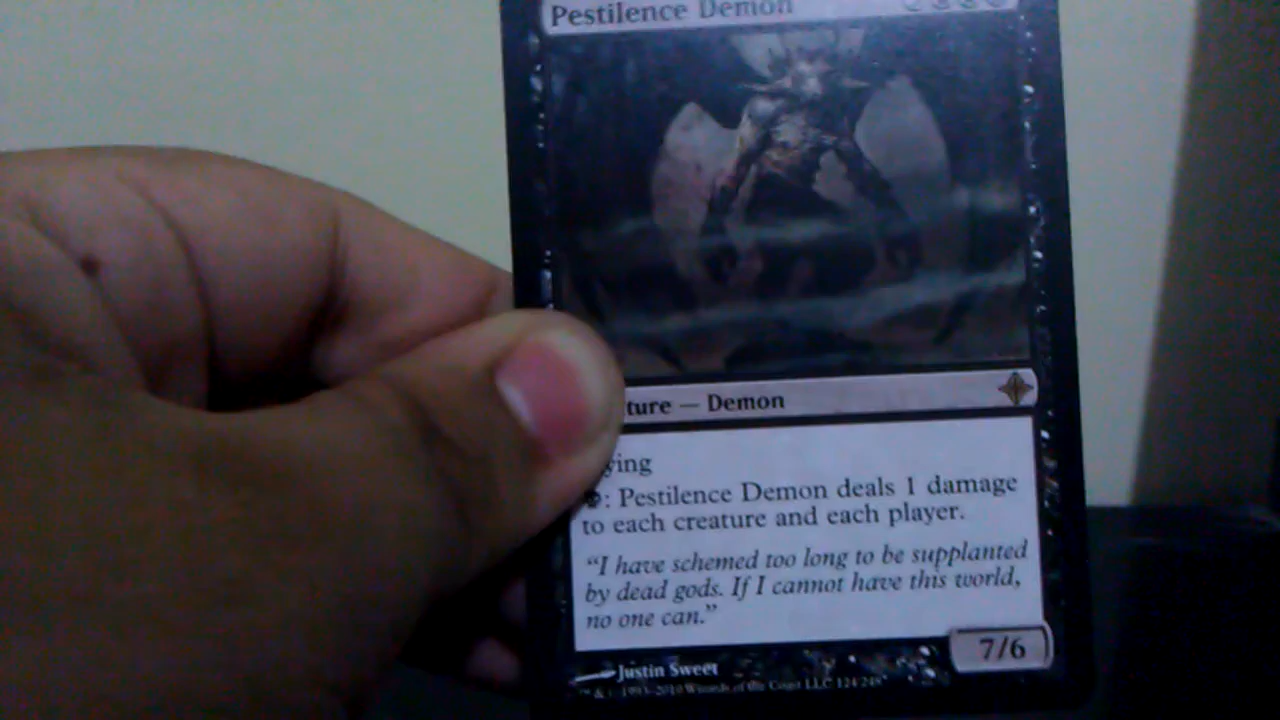 Pestilence Demon
ture — Demon
ying
: Pestilence Demon deals 1 damage
to each creature and each player.
“I have schemed too long to be supplanted
by dead gods. If I cannot have this world,
no one can.”
7/6
Justin Sweet
™ & © 1993–2010 Wizards of the Coast LLC 124/248